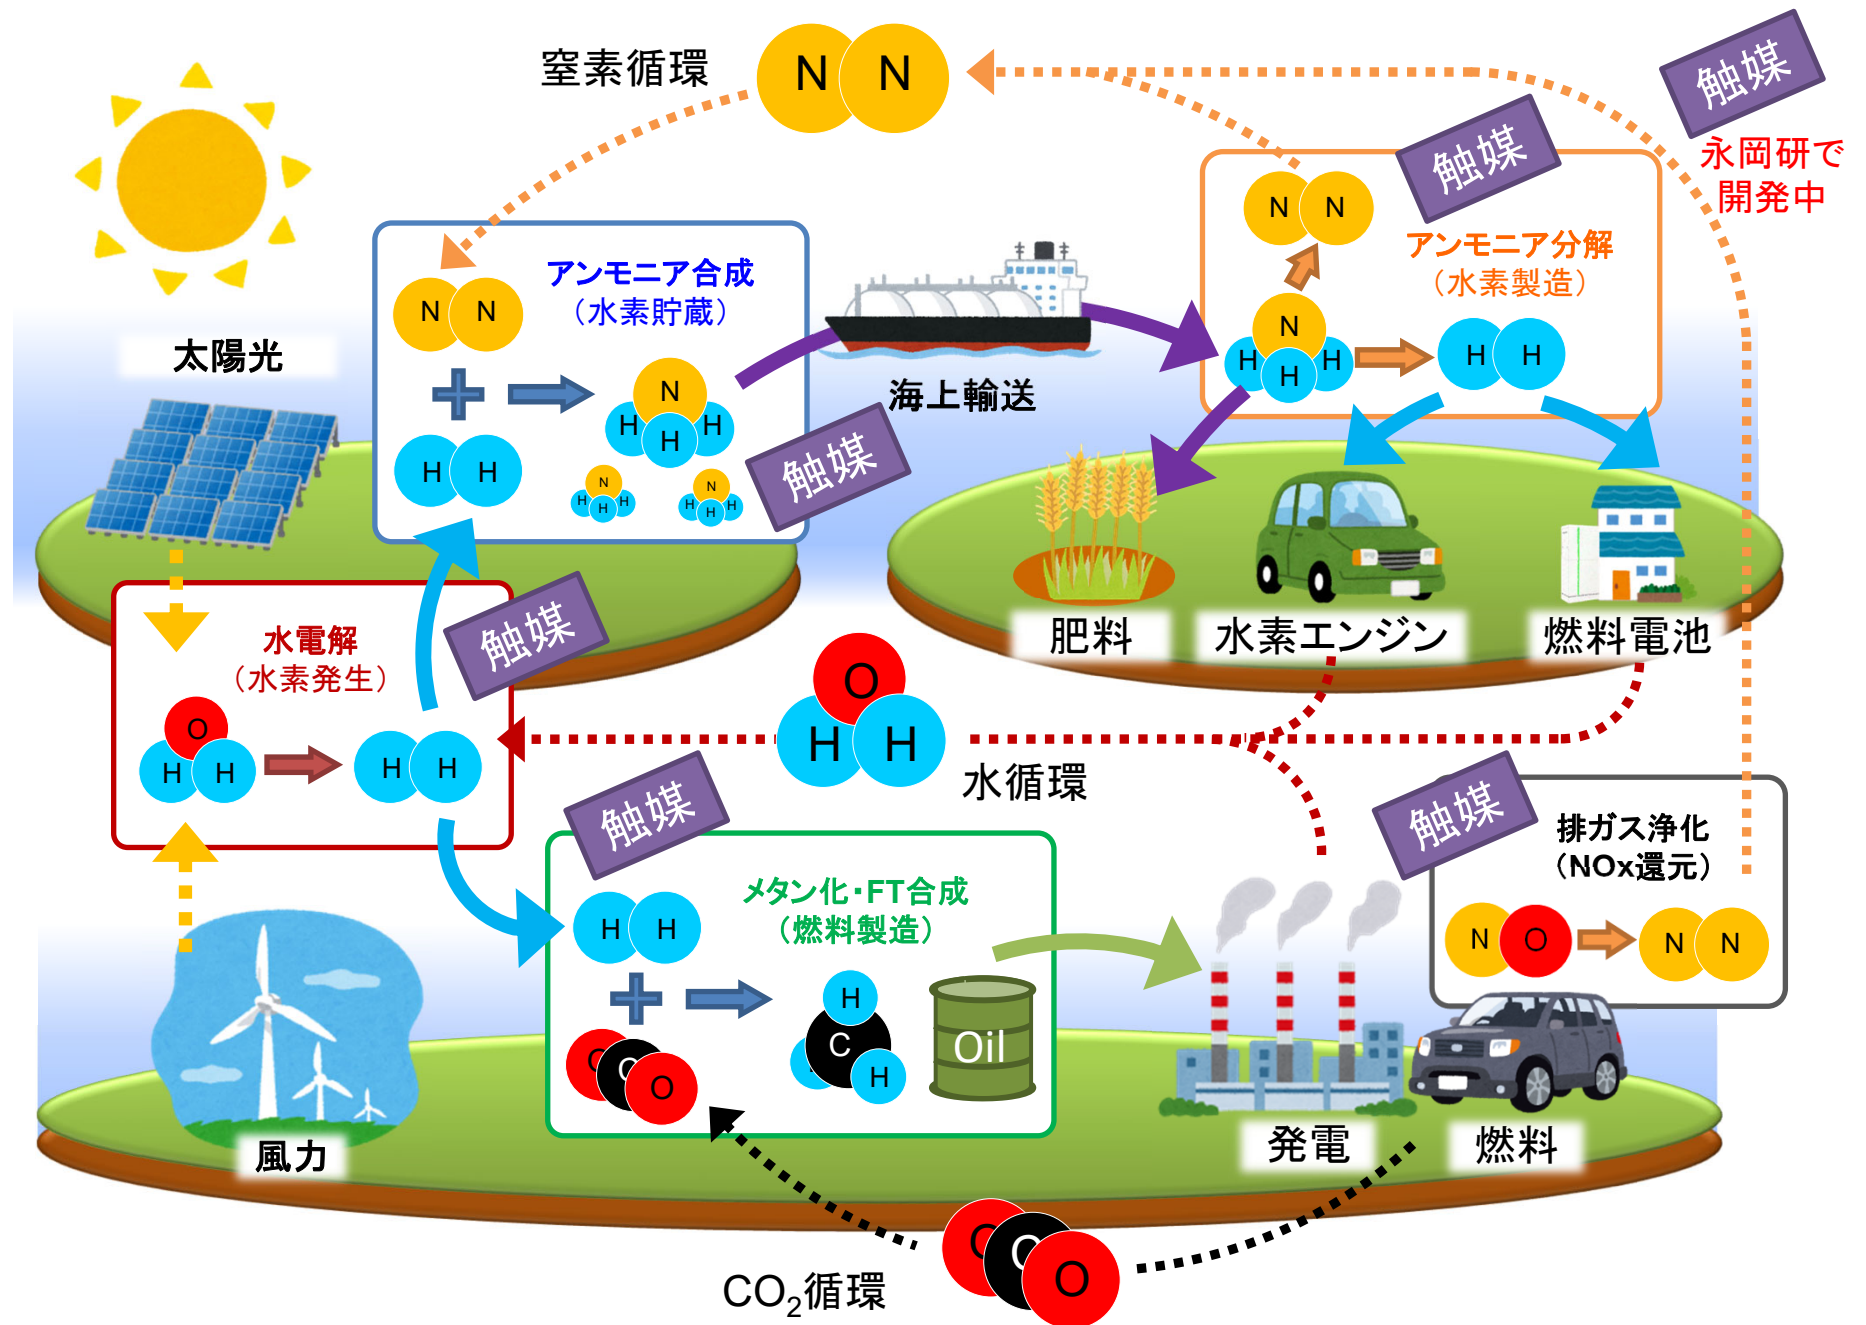 窒素循環
N N
触媒
永岡研で
開発中
触媒
N N
アンモニア分解
（水素製造）
N
H H H
H H
アンモニア合成
（水素貯蔵）
N N
N
H H H
H H
N
H H H
N
H H H
触媒
海上輸送
太陽光
肥料
水素エンジン
燃料電池
触媒
水電解
（水素発生）
O
H H
H H
O
H H
水循環
触媒
メタン化・FT合成
（燃料製造）
H H
H
C
H
O
Oil
触媒
排ガス浄化
（NOx還元）
N O
N N
風力
発電
燃料
O
CO₂循環